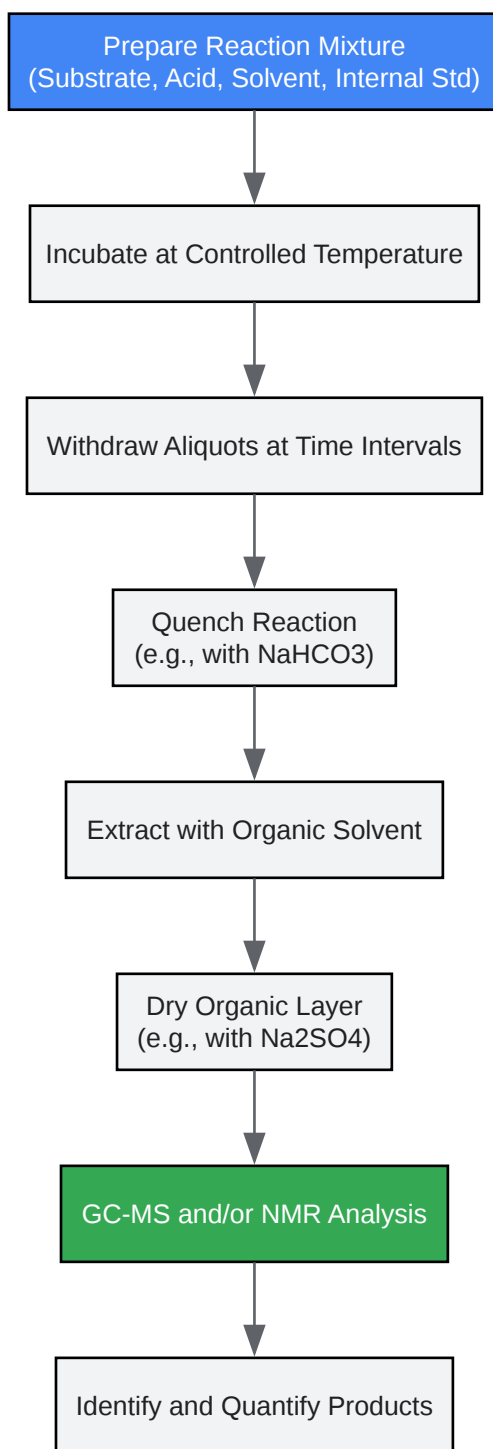 Prepare Reaction Mixture
(Substrate, Acid, Solvent, Internal Std)
Incubate at Controlled Temperature
Withdraw Aliquots at Time Intervals
Quench Reaction
(e.g., with NaHCO3)
Extract with Organic Solvent
Dry Organic Layer
(e.g., with Na2SO4)
GC-MS and/or NMR Analysis
Identify and Quantify Products